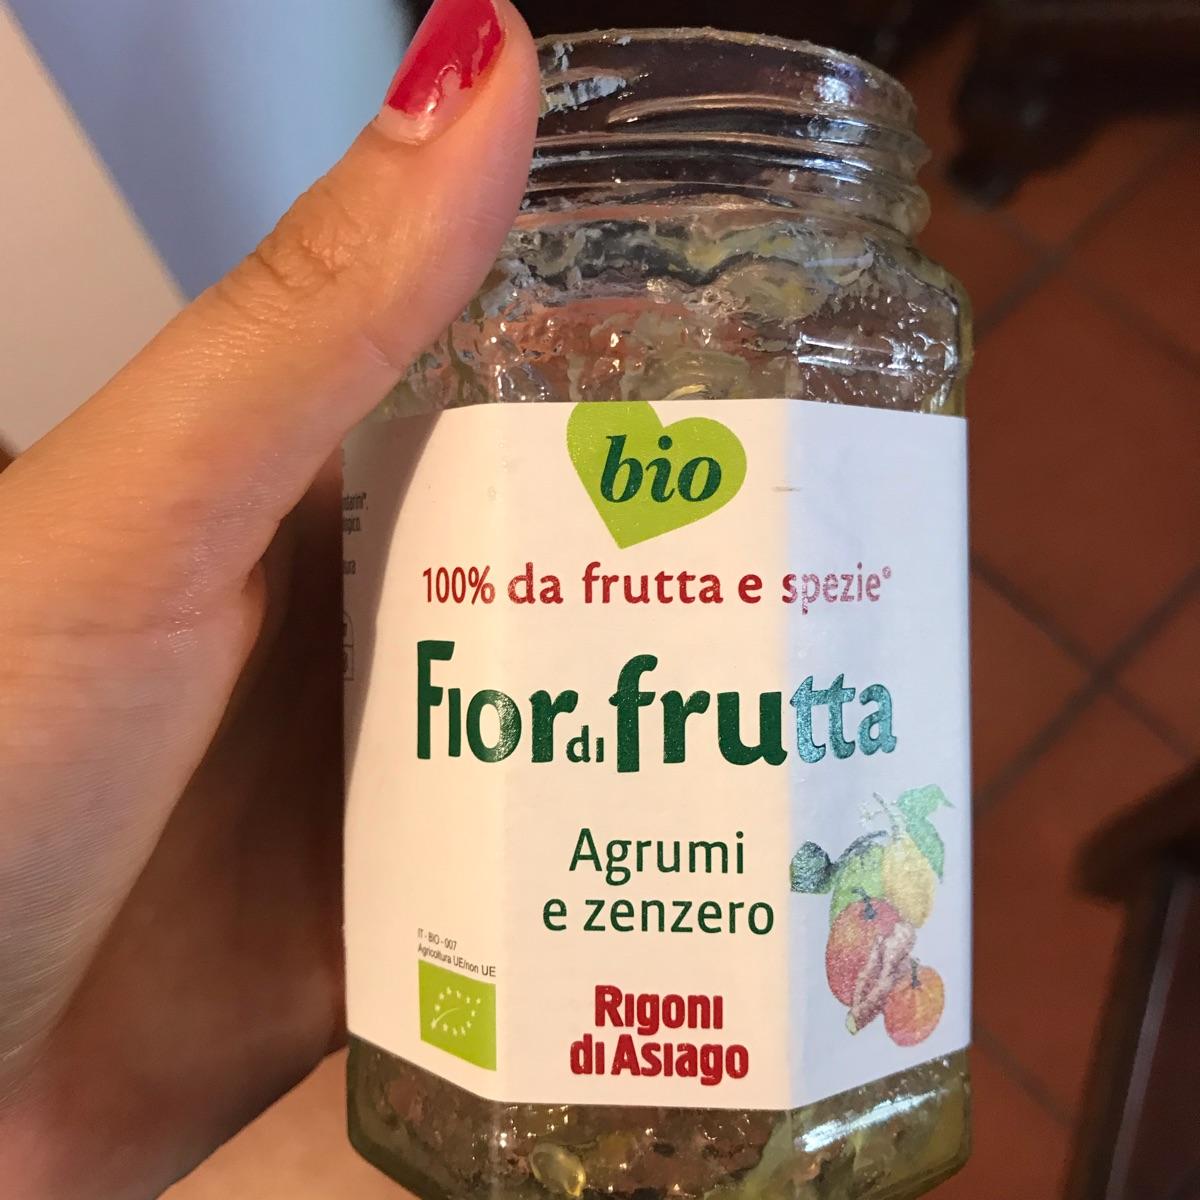 bio
100% da frutta e spezie°
Fior di frutta
Agrumi
e zenzero
IT - BIO - 007
Agricoltura UE/non UE
Rigoni
di Asiago